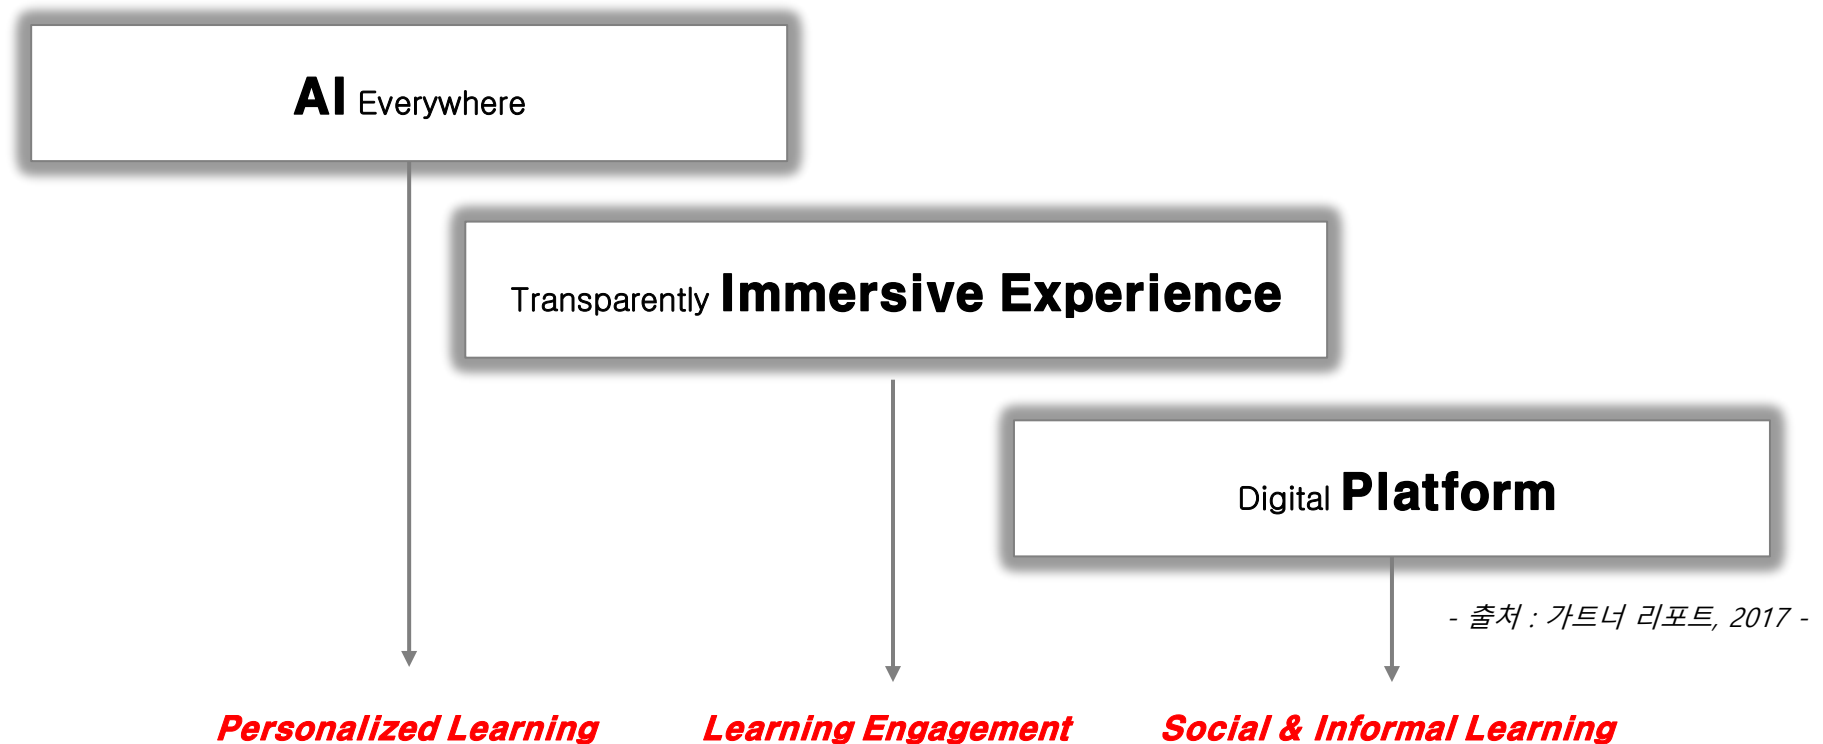 AI Everywhere
Transparently Immersive Experience
Digital Platform
- 출처 : 가트너 리포트, 2017 -
Personalized Learning
Learning Engagement
Social & Informal Learning